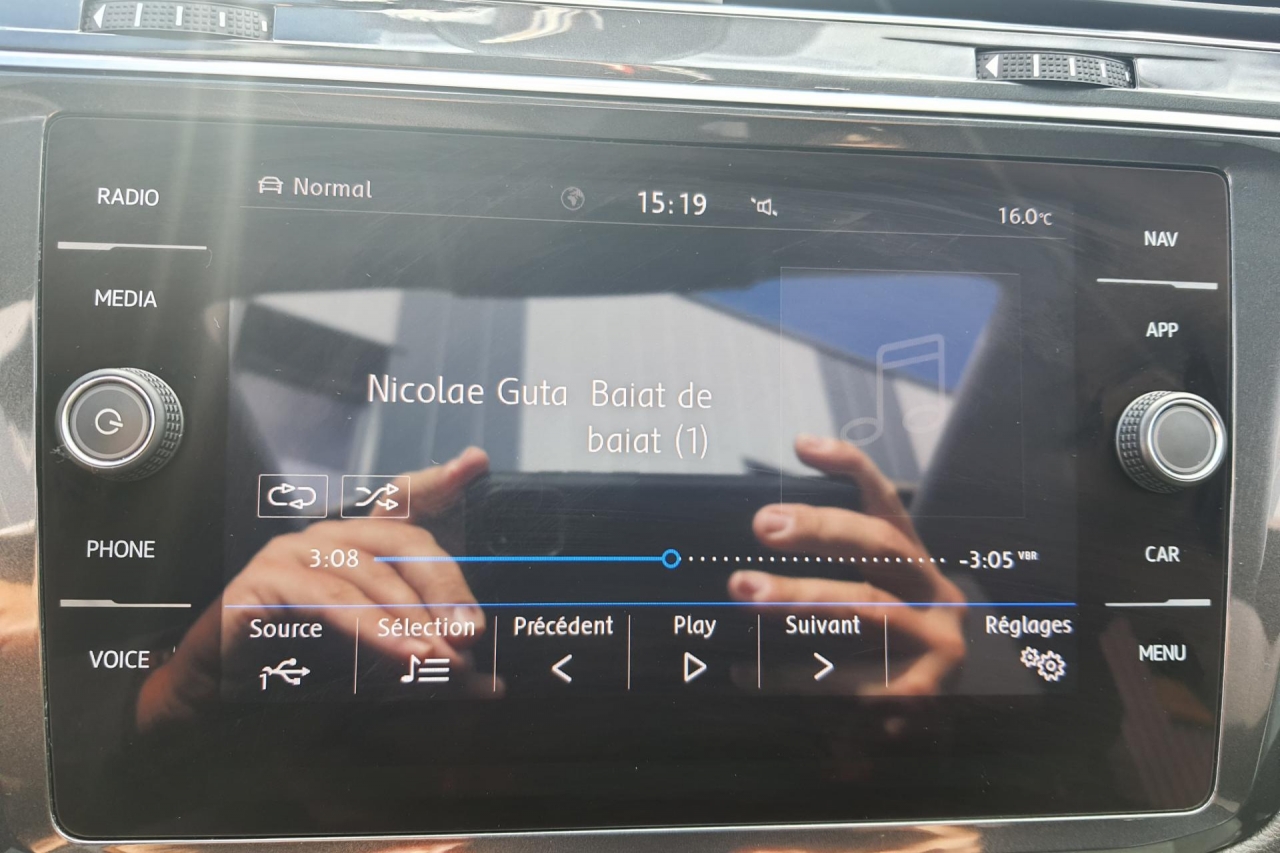 RADIO
MEDIA
PHONE
VOICE
Normal
15:19
16.0°C
Nicolae Guta Baiat de
baiat (1)
3:08
-3:05 VBR
Source
Sélection
Précédent
Play
Suivant
Réglages
NAV
APP
CAR
MENU